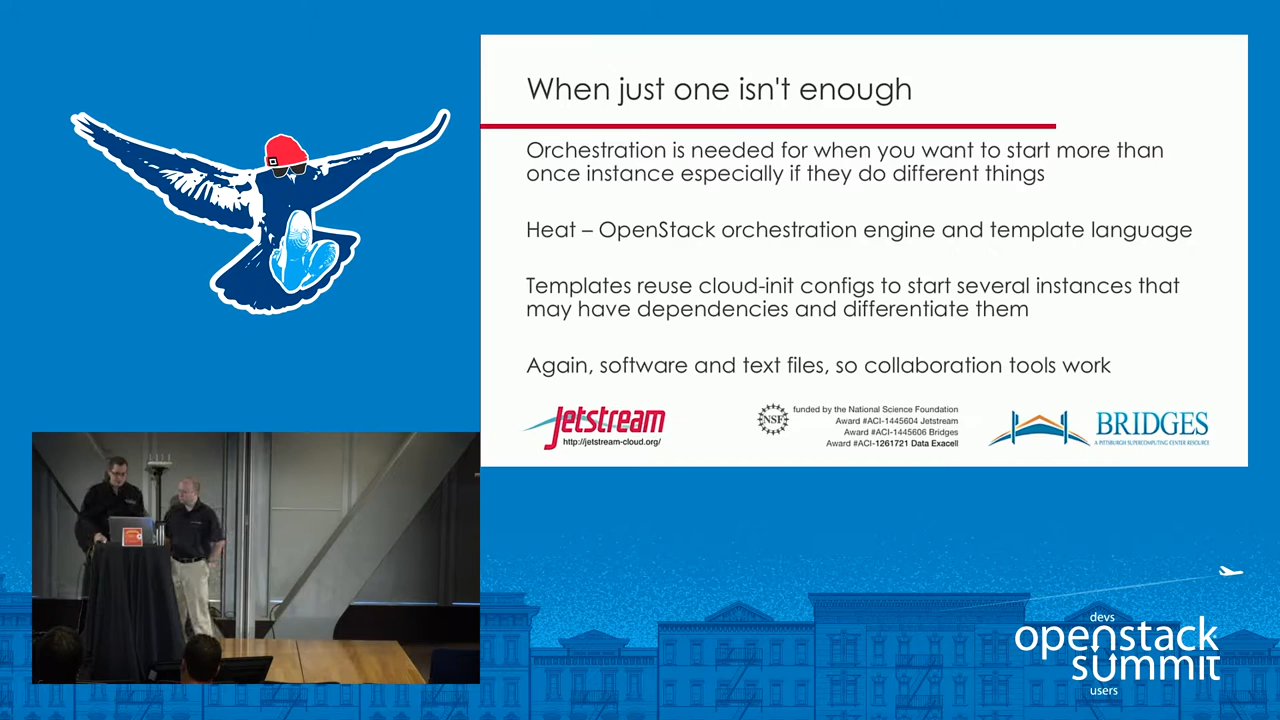 When just one isn't enough
Orchestration is needed for when you want to start more than
once instance especially if they do different things
Heat – OpenStack orchestration engine and template language
Templates reuse cloud-init configs to start several instances that
may have dependencies and differentiate them
Again, software and text files, so collaboration tools work
Jetstream
http://jetstream-cloud.org/
NSF
funded by the National Science Foundation
Award #ACI-1445604 Jetstream
Award #ACI-1445606 Bridges
Award #ACI-1261721 Data Exacell
BRIDGES
A PITTSBURGH SUPERCOMPUTING CENTER RESOURCE
devs
openstack
summit
users